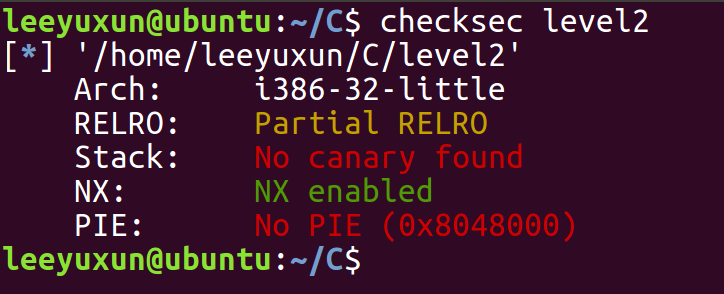 leeyuxun@ubuntu:~/C$ checksec level2
[*] '/home/leeyuxun/C/level2'
    Arch:     i386-32-little
    RELRO:    Partial RELRO
    Stack:    No canary found
    NX:       NX enabled
    PIE:      No PIE (0x8048000)
leeyuxun@ubuntu:~/C$